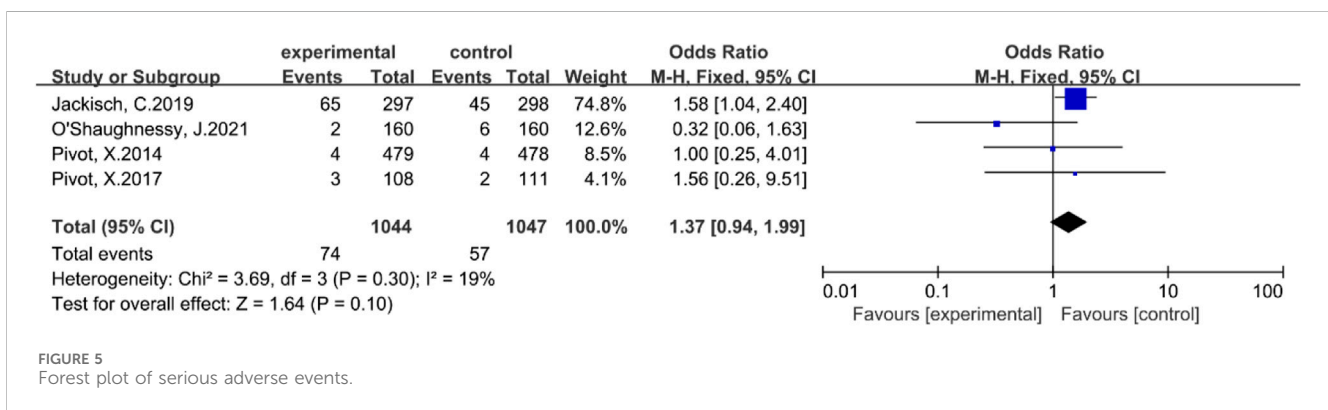 experimental control Odds Ratio Odds Ratio
Study or Subgroup Events Total Events Total Weight M-H, Fixed, 95% CI M-H, Fixed, 95% CI
Jackisch, C.2019 65 297 45 298 74.8% 1.58 [1.04, 2.40]
O'Shaughnessy, J.2021 2 160 6 160 12.6% 0.32 [0.06, 1.63]
Pivot, X.2014 4 479 4 478 8.5% 1.00 [0.25, 4.01]
Pivot, X.2017 3 108 2 111 4.1% 1.56 [0.26, 9.51]
Total (95% CI) 1044 1047 100.0% 1.37 [0.94, 1.99]
Total events 74 57
Heterogeneity: Chi² = 3.69, df = 3 (P = 0.30); I² = 19%
Test for overall effect: Z = 1.64 (P = 0.10)
0.01 0.1 1 10 100
Favours [experimental] Favours [control]
FIGURE 5
Forest plot of serious adverse events.